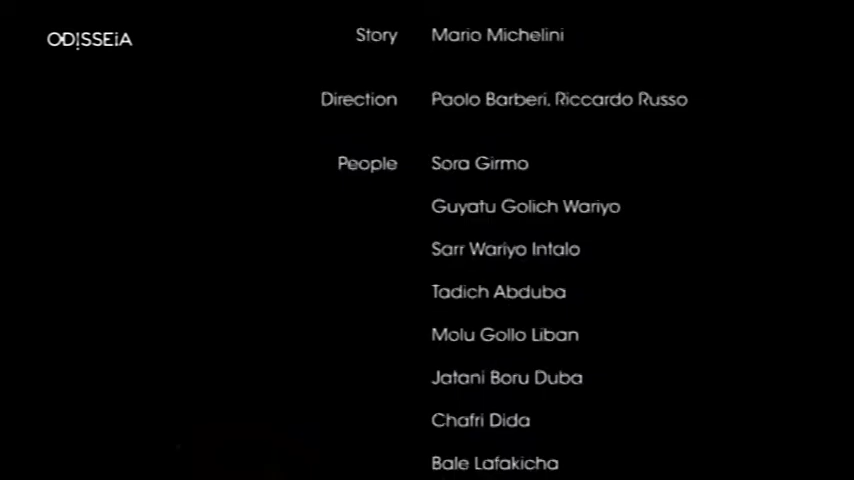 ODISSEiA
Story Mario Michelini
Direction Paolo Barberi, Riccardo Russo
People Sora Girmo
Guyatu Golich Wariyo
Sarr Wariyo Intalo
Tadich Abduba
Molu Gollo Liban
Jatani Boru Duba
Chafri Dida
Bale Lafakicha